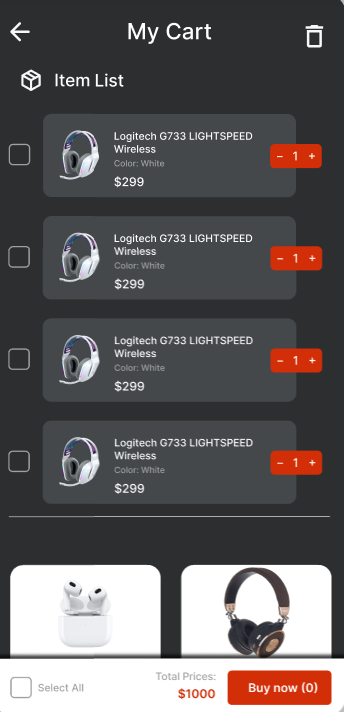 My Cart
Item List
Logitech G733 LIGHTSPEED
Wireless
Color: White
$299
− 1 +
Logitech G733 LIGHTSPEED
Wireless
Color: White
$299
− 1 +
Logitech G733 LIGHTSPEED
Wireless
Color: White
$299
− 1 +
Logitech G733 LIGHTSPEED
Wireless
Color: White
$299
− 1 +
Select All
Total Prices:
$1000
Buy now (0)